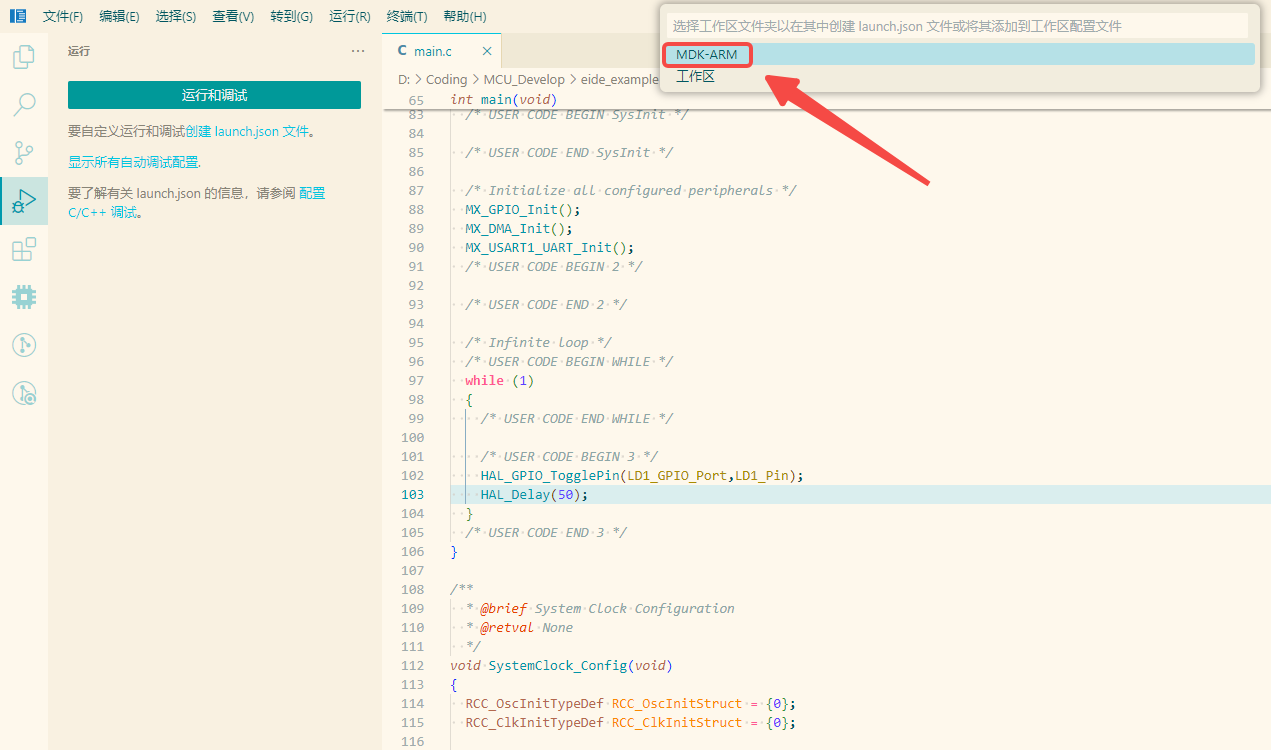 文件(F) 编辑(E) 选择(S) 查看(V) 转到(G) 运行(R) 终端(T) 帮助(H)
选择工作区文件夹以在其中创建 launch.json 文件或将其添加到工作区配置文件
MDK-ARM
工作区
运行 ···
运行和调试
要自定义运行和调试创建 launch.json 文件。
显示所有自动调试配置.
要了解有关 launch.json 的信息，请参阅 配置
C/C++ 调试。
C main.c ×
D: > Coding > MCU_Develop > eide_example
65 int main(void)
83 /* USER CODE BEGIN SysInit */
84
85 /* USER CODE END SysInit */
86
87 /* Initialize all configured peripherals */
88 MX_GPIO_Init();
89 MX_DMA_Init();
90 MX_USART1_UART_Init();
91 /* USER CODE BEGIN 2 */
92
93 /* USER CODE END 2 */
94
95 /* Infinite loop */
96 /* USER CODE BEGIN WHILE */
97 while (1)
98 {
99 /* USER CODE END WHILE */
100
101 /* USER CODE BEGIN 3 */
102 HAL_GPIO_TogglePin(LD1_GPIO_Port,LD1_Pin);
103 HAL_Delay(50);
104 }
105 /* USER CODE END 3 */
106 }
107
108 /**
109 * @brief System Clock Configuration
110 * @retval None
111 */
112 void SystemClock_Config(void)
113 {
114 RCC_OscInitTypeDef RCC_OscInitStruct = {0};
115 RCC_ClkInitTypeDef RCC_ClkInitStruct = {0};
116